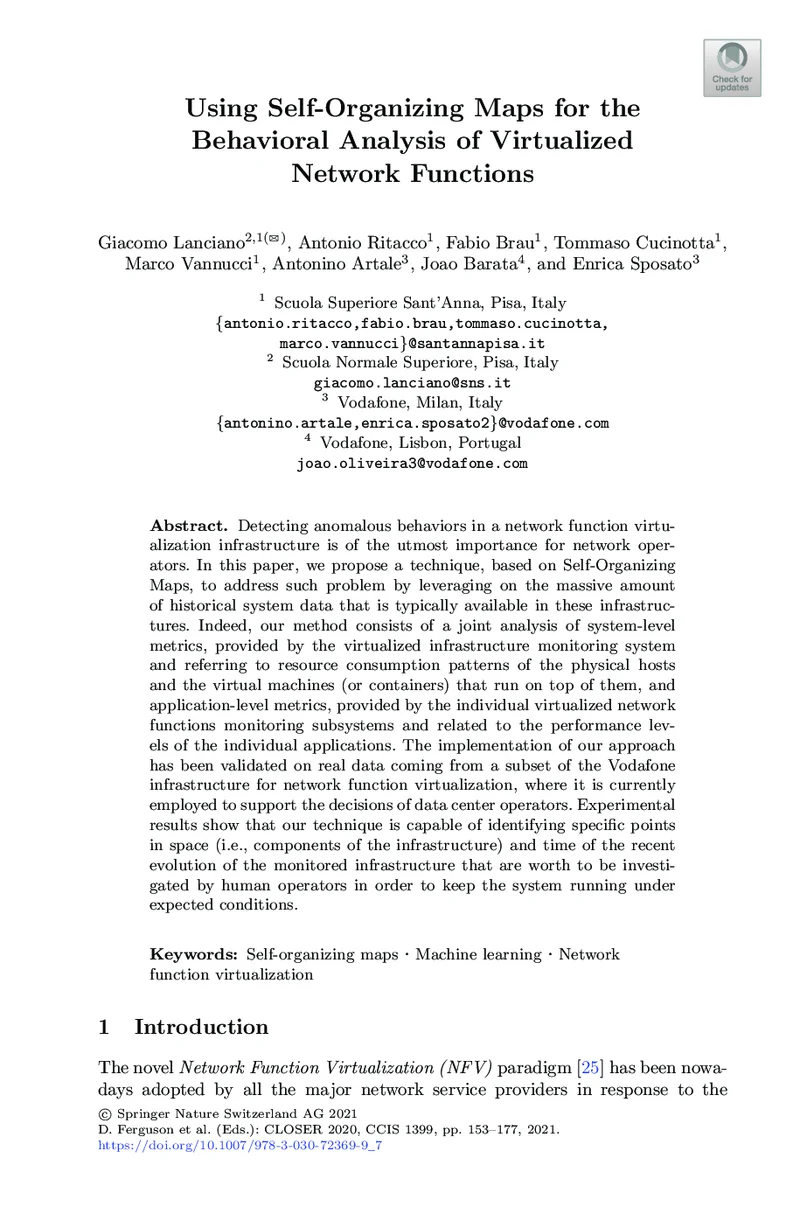 Check for
updates
Using Self-Organizing Maps for the
Behavioral Analysis of Virtualized
Network Functions
Giacomo Lanciano2,1(✉), Antonio Ritacco1, Fabio Brau1, Tommaso Cucinotta1,
Marco Vannucci1, Antonino Artale3, Joao Barata4, and Enrica Sposato3
1 Scuola Superiore Sant'Anna, Pisa, Italy
{antonio.ritacco,fabio.brau,tommaso.cucinotta,
marco.vannucci}@santannapisa.it
2 Scuola Normale Superiore, Pisa, Italy
giacomo.lanciano@sns.it
3 Vodafone, Milan, Italy
{antonino.artale,enrica.sposato2}@vodafone.com
4 Vodafone, Lisbon, Portugal
joao.oliveira3@vodafone.com
Abstract. Detecting anomalous behaviors in a network function virtu-
alization infrastructure is of the utmost importance for network oper-
ators. In this paper, we propose a technique, based on Self-Organizing
Maps, to address such problem by leveraging on the massive amount
of historical system data that is typically available in these infrastruc-
tures. Indeed, our method consists of a joint analysis of system-level
metrics, provided by the virtualized infrastructure monitoring system
and referring to resource consumption patterns of the physical hosts
and the virtual machines (or containers) that run on top of them, and
application-level metrics, provided by the individual virtualized network
functions monitoring subsystems and related to the performance lev-
els of the individual applications. The implementation of our approach
has been validated on real data coming from a subset of the Vodafone
infrastructure for network function virtualization, where it is currently
employed to support the decisions of data center operators. Experimental
results show that our technique is capable of identifying specific points
in space (i.e., components of the infrastructure) and time of the recent
evolution of the monitored infrastructure that are worth to be investi-
gated by human operators in order to keep the system running under
expected conditions.
Keywords: Self-organizing maps · Machine learning · Network
function virtualization
1 Introduction
The novel Network Function Virtualization (NFV) paradigm [25] has been nowa-
days adopted by all the major network service providers in response to the
© Springer Nature Switzerland AG 2021
D. Ferguson et al. (Eds.): CLOSER 2020, CCIS 1399, pp. 153–177, 2021.
https://doi.org/10.1007/978-3-030-72369-9_7